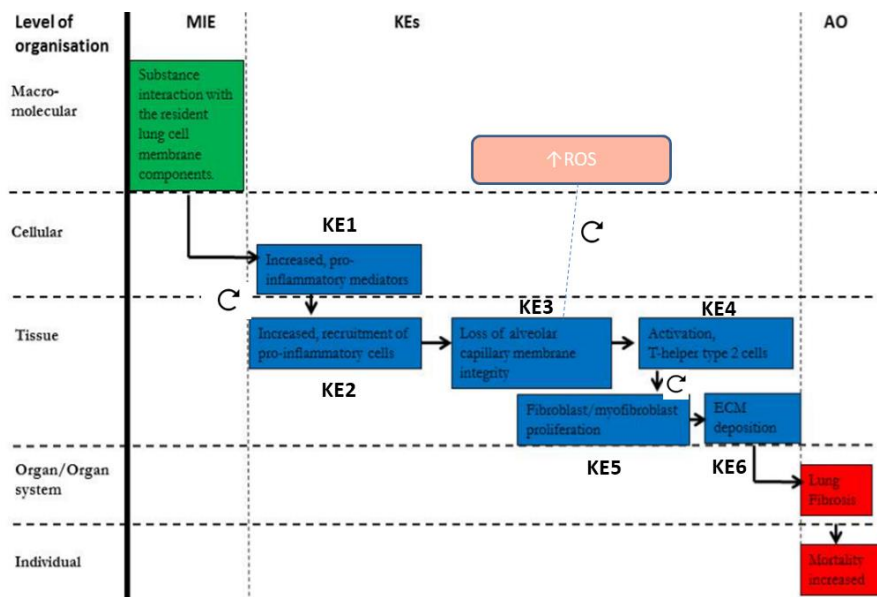 Level of
organisation
MIE
KEs
AO
Macro-
molecular
Substance
interaction with
the resident
lung cell
membrane
components.
↑ROS
Cellular
KE1
Increased, pro-
inflammatory mediators
Tissue
KE3
KE4
Increased, recruitment of
pro-inflammatory cells
Loss of alveolar
capillary membrane
integrity
Activation,
T-helper type 2 cells
KE2
Fibroblast/myofibroblast
proliferation
ECM
deposition
KE5
KE6
Organ/Organ
system
Lung
Fibrosis
Individual
Mortality
increased